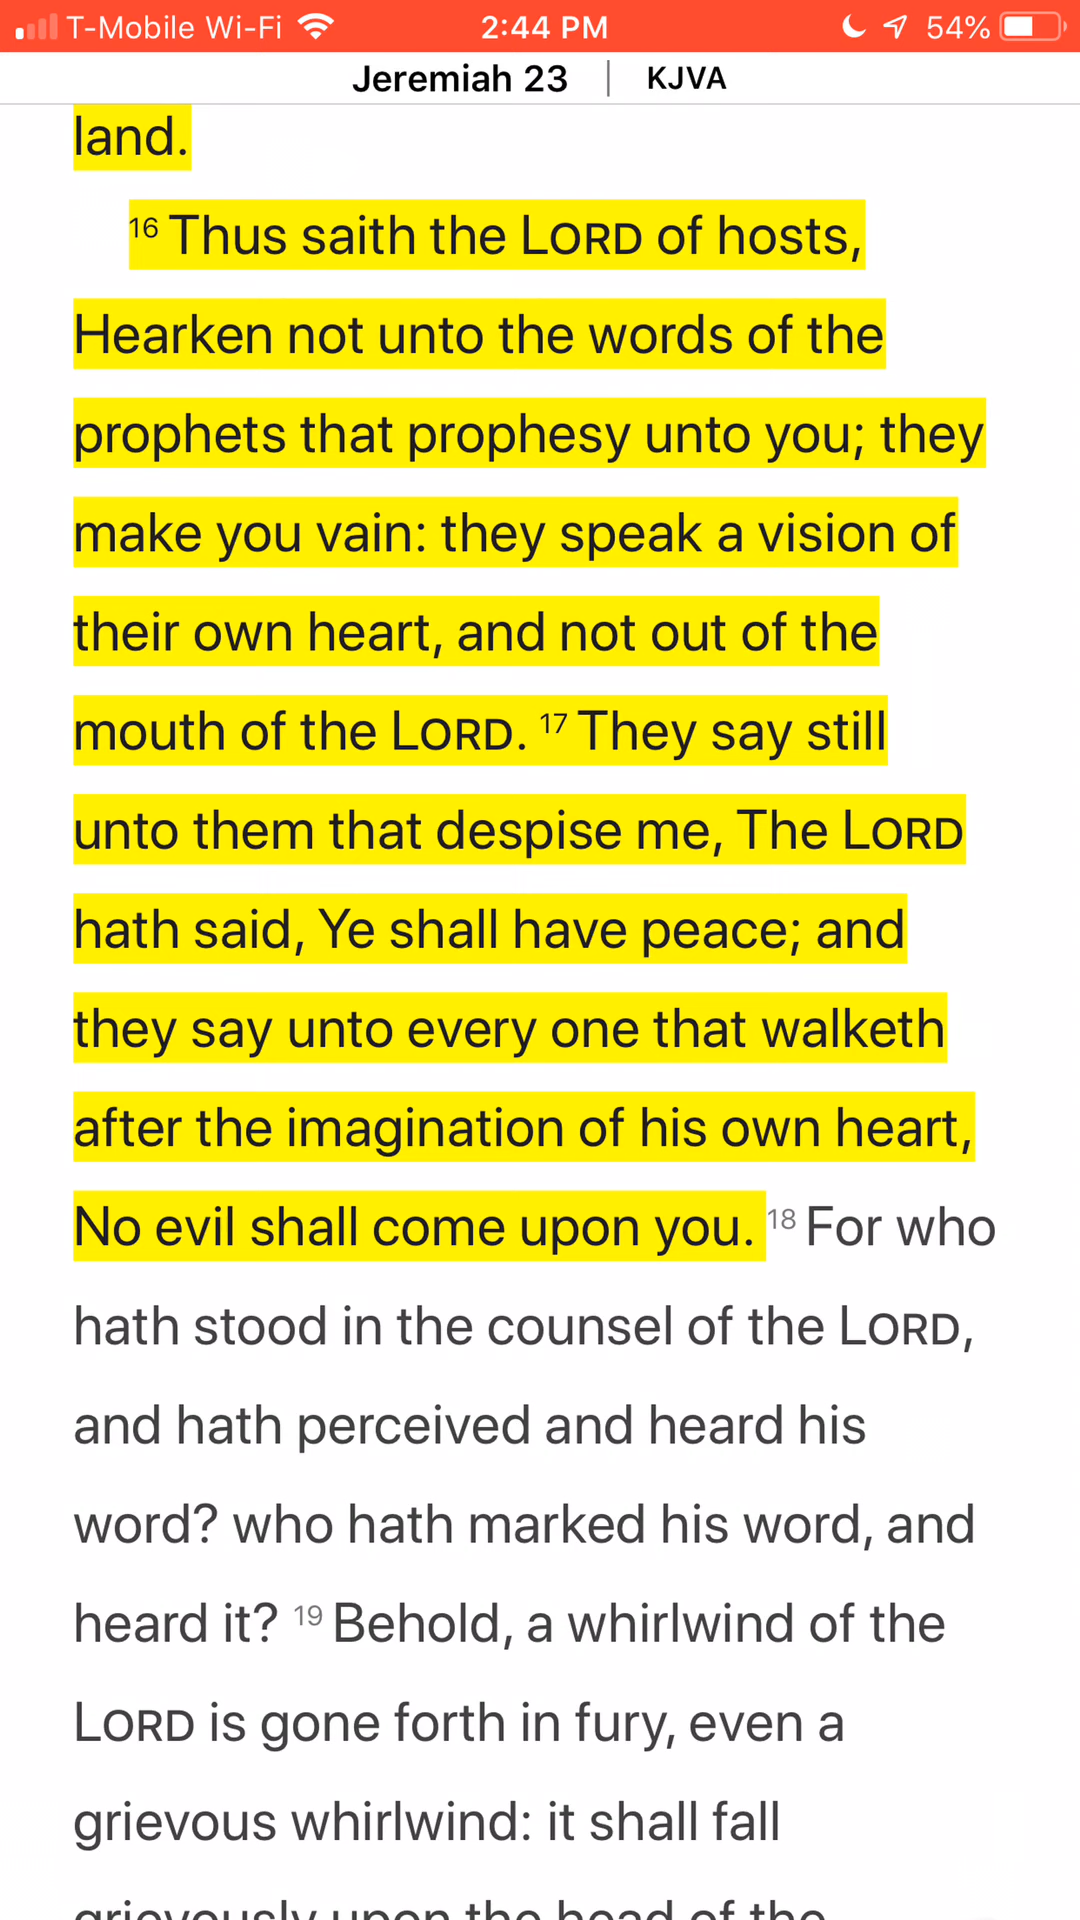 T-Mobile Wi-Fi 2:44 PM 54%
Jeremiah 23 | KJVA
land.
16 Thus saith the LORD of hosts,
Hearken not unto the words of the
prophets that prophesy unto you; they
make you vain: they speak a vision of
their own heart, and not out of the
mouth of the LORD. 17 They say still
unto them that despise me, The LORD
hath said, Ye shall have peace; and
they say unto every one that walketh
after the imagination of his own heart,
No evil shall come upon you. 18 For who
hath stood in the counsel of the LORD,
and hath perceived and heard his
word? who hath marked his word, and
heard it? 19 Behold, a whirlwind of the
LORD is gone forth in fury, even a
grievous whirlwind: it shall fall
grievously upon the head of the